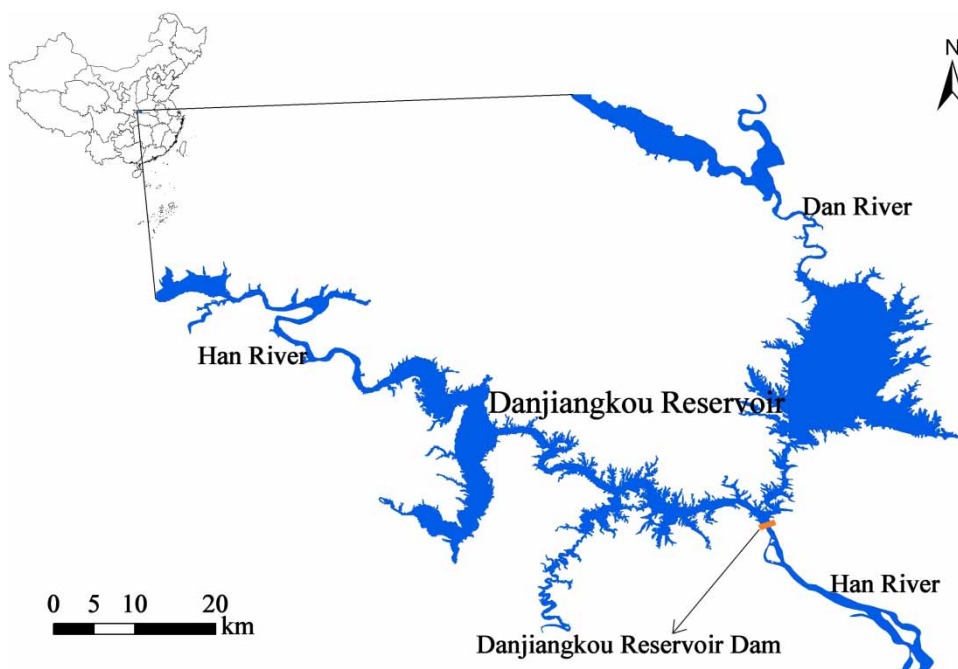 N
Dan River
Han River
Danjiangkou Reservoir
Han River
0 5 10 20
km
Danjiangkou Reservoir Dam